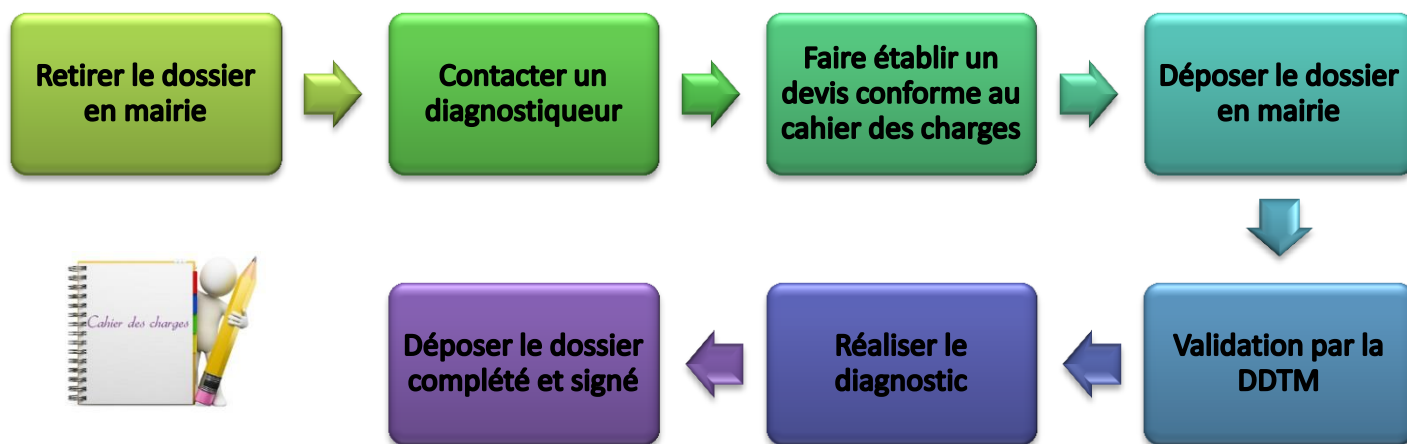 Retirer le dossier
en mairie
Contacter un
diagnostiqueur
Faire établir un
devis conforme au
cahier des charges
Déposer le dossier
en mairie
Validation par la
DDTM
Réaliser le
diagnostic
Déposer le dossier
complété et signé
Cahier des charges